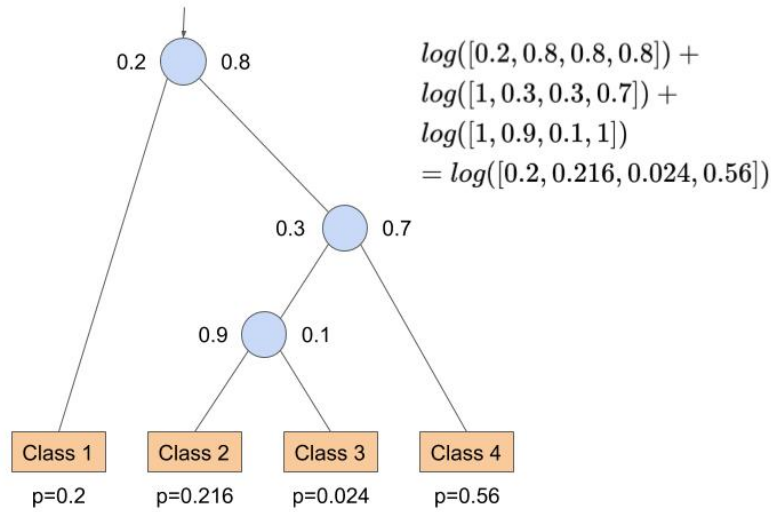 0.2 0.8
log([0.2, 0.8, 0.8, 0.8]) +
log([1, 0.3, 0.3, 0.7]) +
log([1, 0.9, 0.1, 1])
= log([0.2, 0.216, 0.024, 0.56])
0.3 0.7
0.9 0.1
Class 1 Class 2 Class 3 Class 4
p=0.2 p=0.216 p=0.024 p=0.56